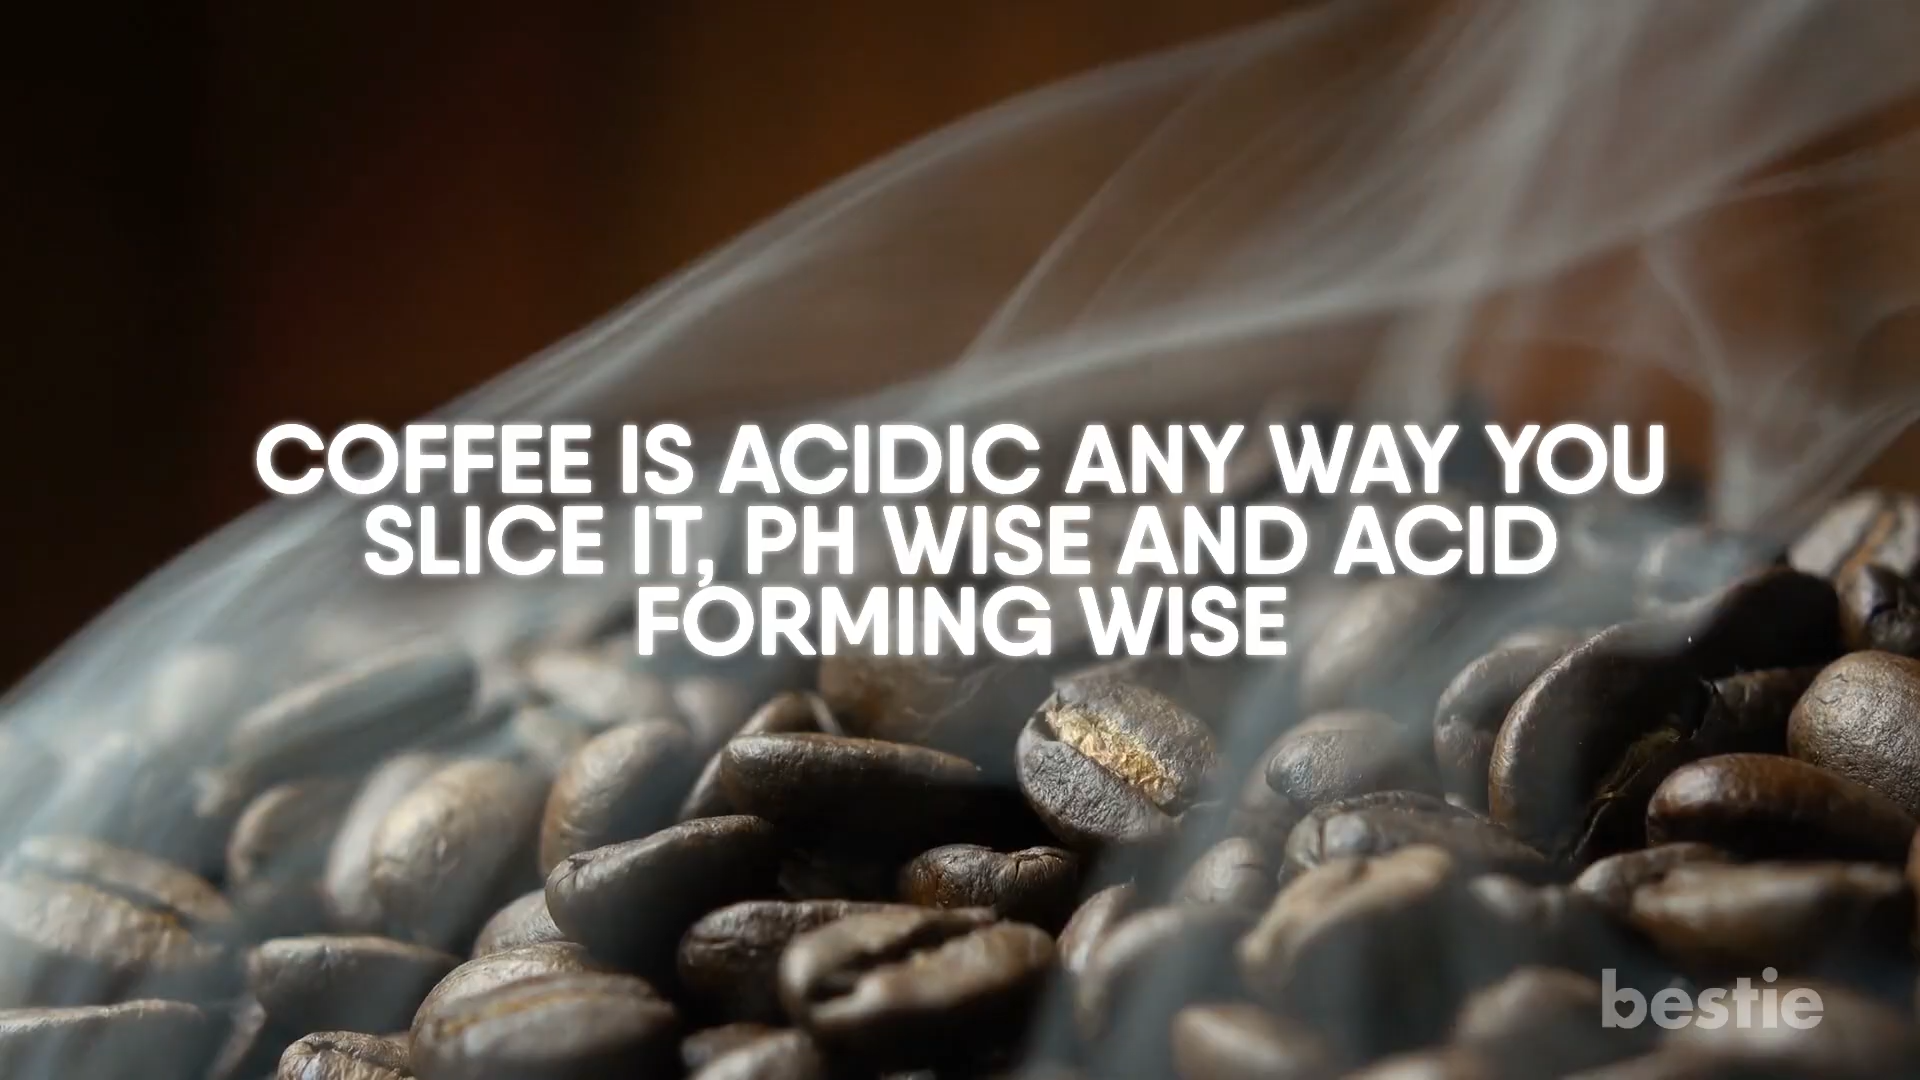 COFFEE IS ACIDIC ANY WAY YOU
SLICE IT, PH WISE AND ACID
FORMING WISE
bestie